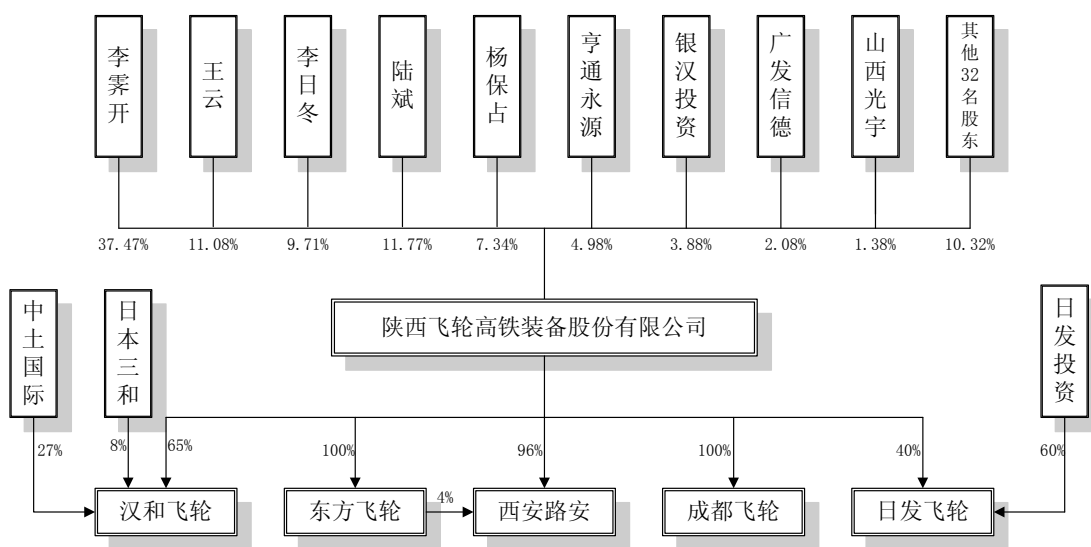 李霁开
王云
李日冬
陆斌
杨保占
亨通永源
银汉投资
广发信德
山西光宇
其他32名股东
37.47%
11.08%
9.71%
11.77%
7.34%
4.98%
3.88%
2.08%
1.38%
10.32%
中土国际
日本三和
陕西飞轮高铁装备股份有限公司
日发投资
27%
8%
65%
100%
96%
100%
40%
60%
汉和飞轮
东方飞轮
4%
西安路安
成都飞轮
日发飞轮